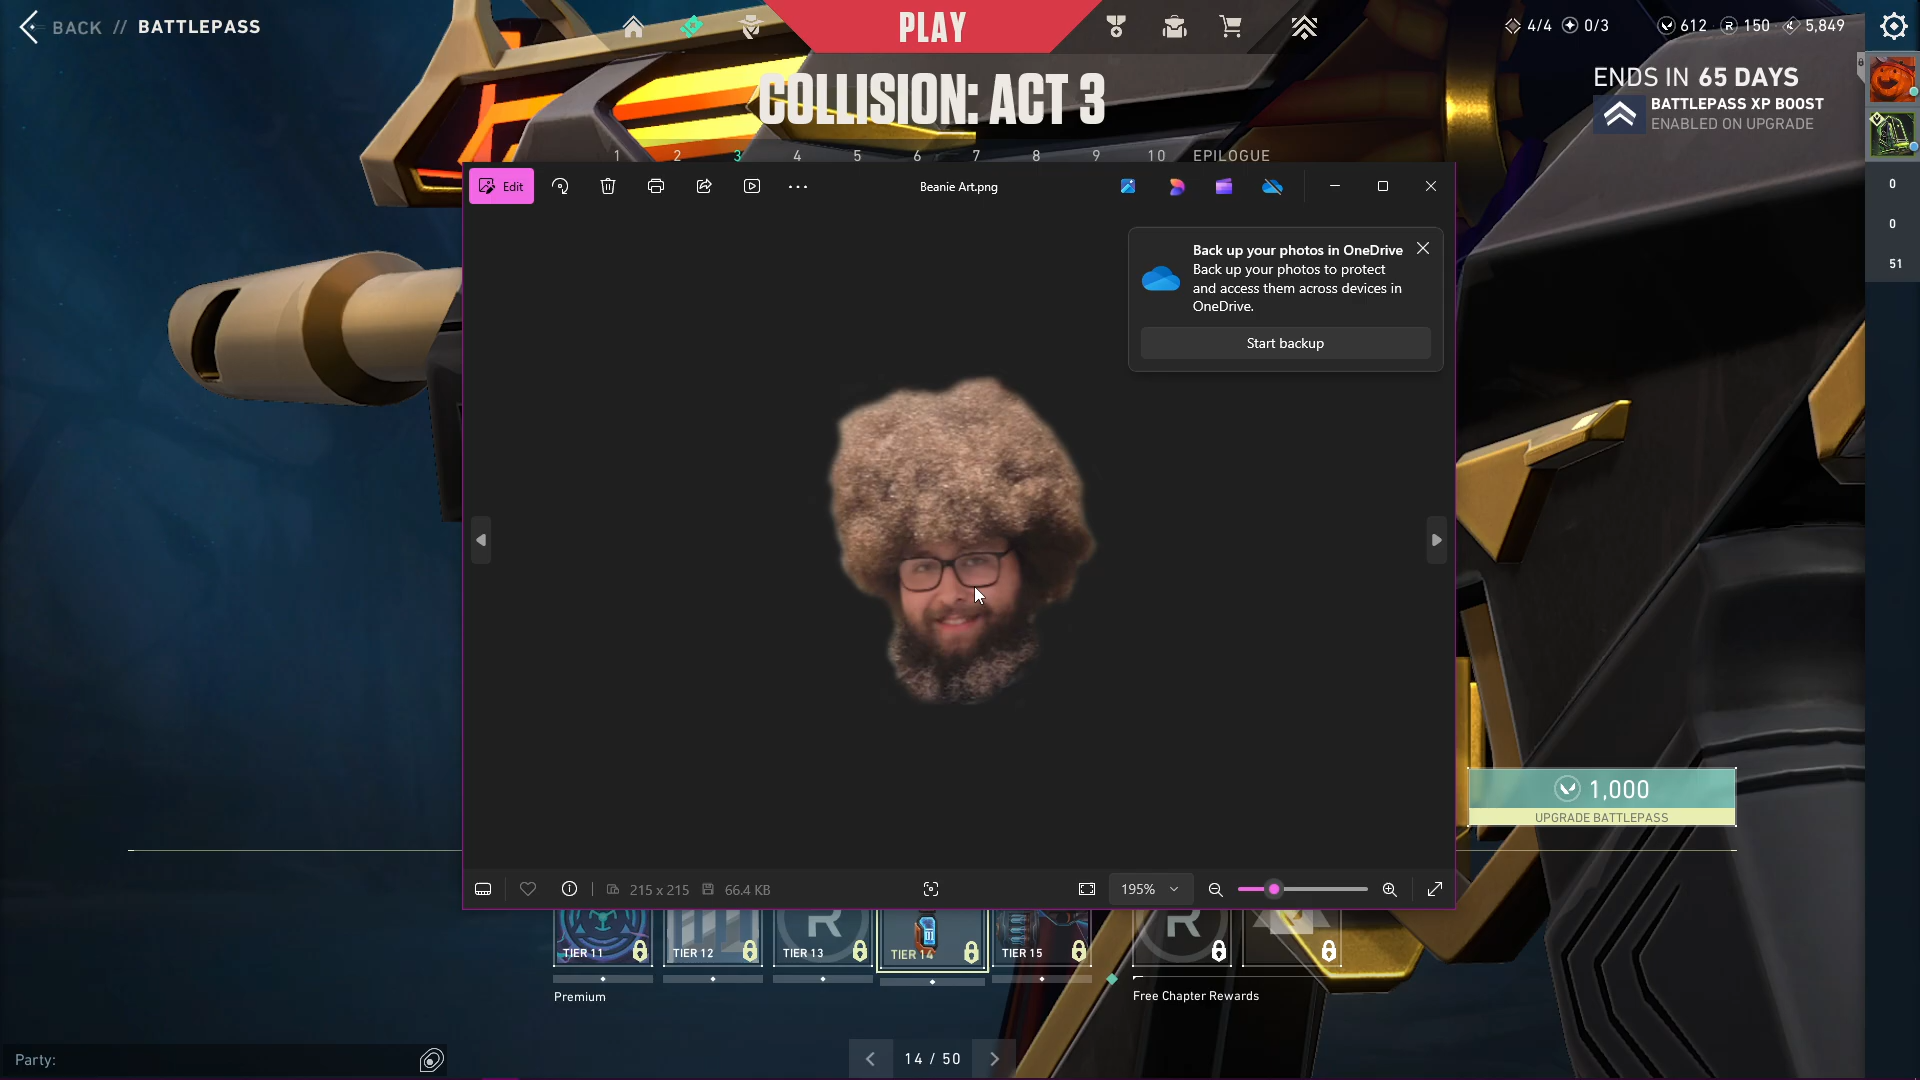 BACK // BATTLEPASS
PLAY
4/4 0/3 612 R 150 5,849
COLLISION: ACT 3
ENDS IN 65 DAYS
BATTLEPASS XP BOOST
ENABLED ON UPGRADE
1 2 3 4 5 6 7 8 9 10 EPILOGUE
Edit
Beanie Art.png
0
0
51
Back up your photos in OneDrive
Back up your photos to protect
and access them across devices in
OneDrive.
Start backup
1,000
UPGRADE BATTLEPASS
215 x 215 66.4 KB
195%
R R
TIER 11 TIER 12 TIER 13 TIER 14 TIER 15
Premium
Free Chapter Rewards
Party:
14 / 50